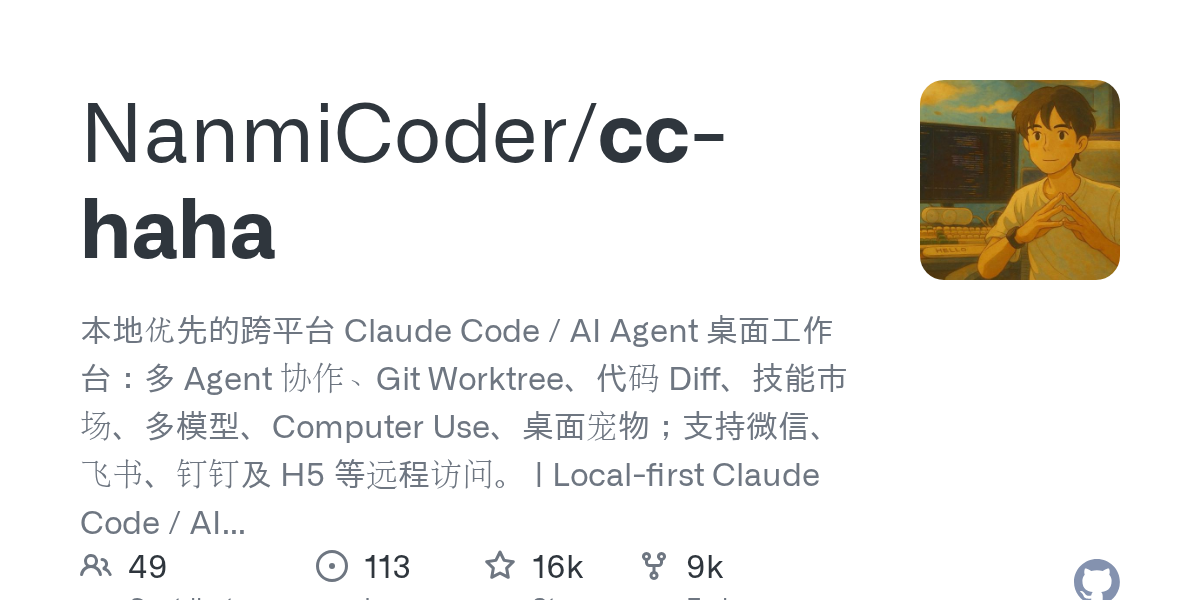 NanmiCoder/cc-
haha
本地优先的跨平台 Claude Code / AI Agent 桌面工作
台：多 Agent 协作、Git Worktree、代码 Diff、技能市
场、多模型、Computer Use、桌面宠物；支持微信、
飞书、钉钉及 H5 等远程访问。 | Local-first Claude
Code / AI...
49 113 16k 9k